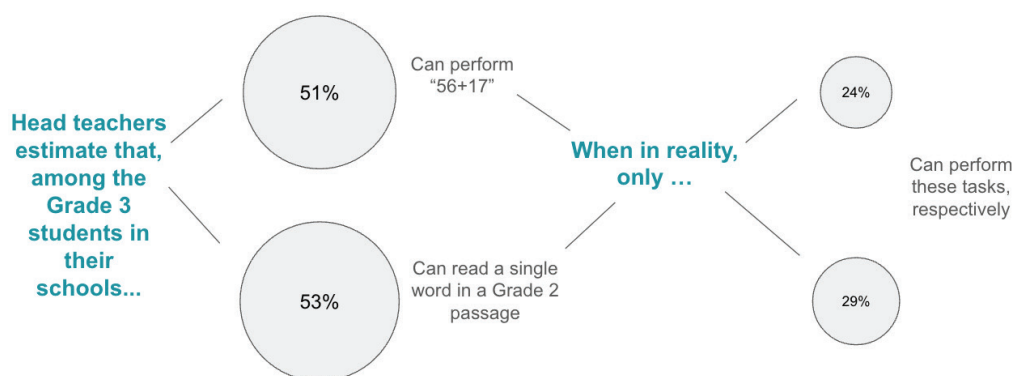 Head teachers
estimate that,
among the
Grade 3
students in
their
schools...
51%
Can perform
“56+17”
53%
Can read a single
word in a Grade 2
passage
When in reality,
only …
24%
29%
Can perform
these tasks,
respectively